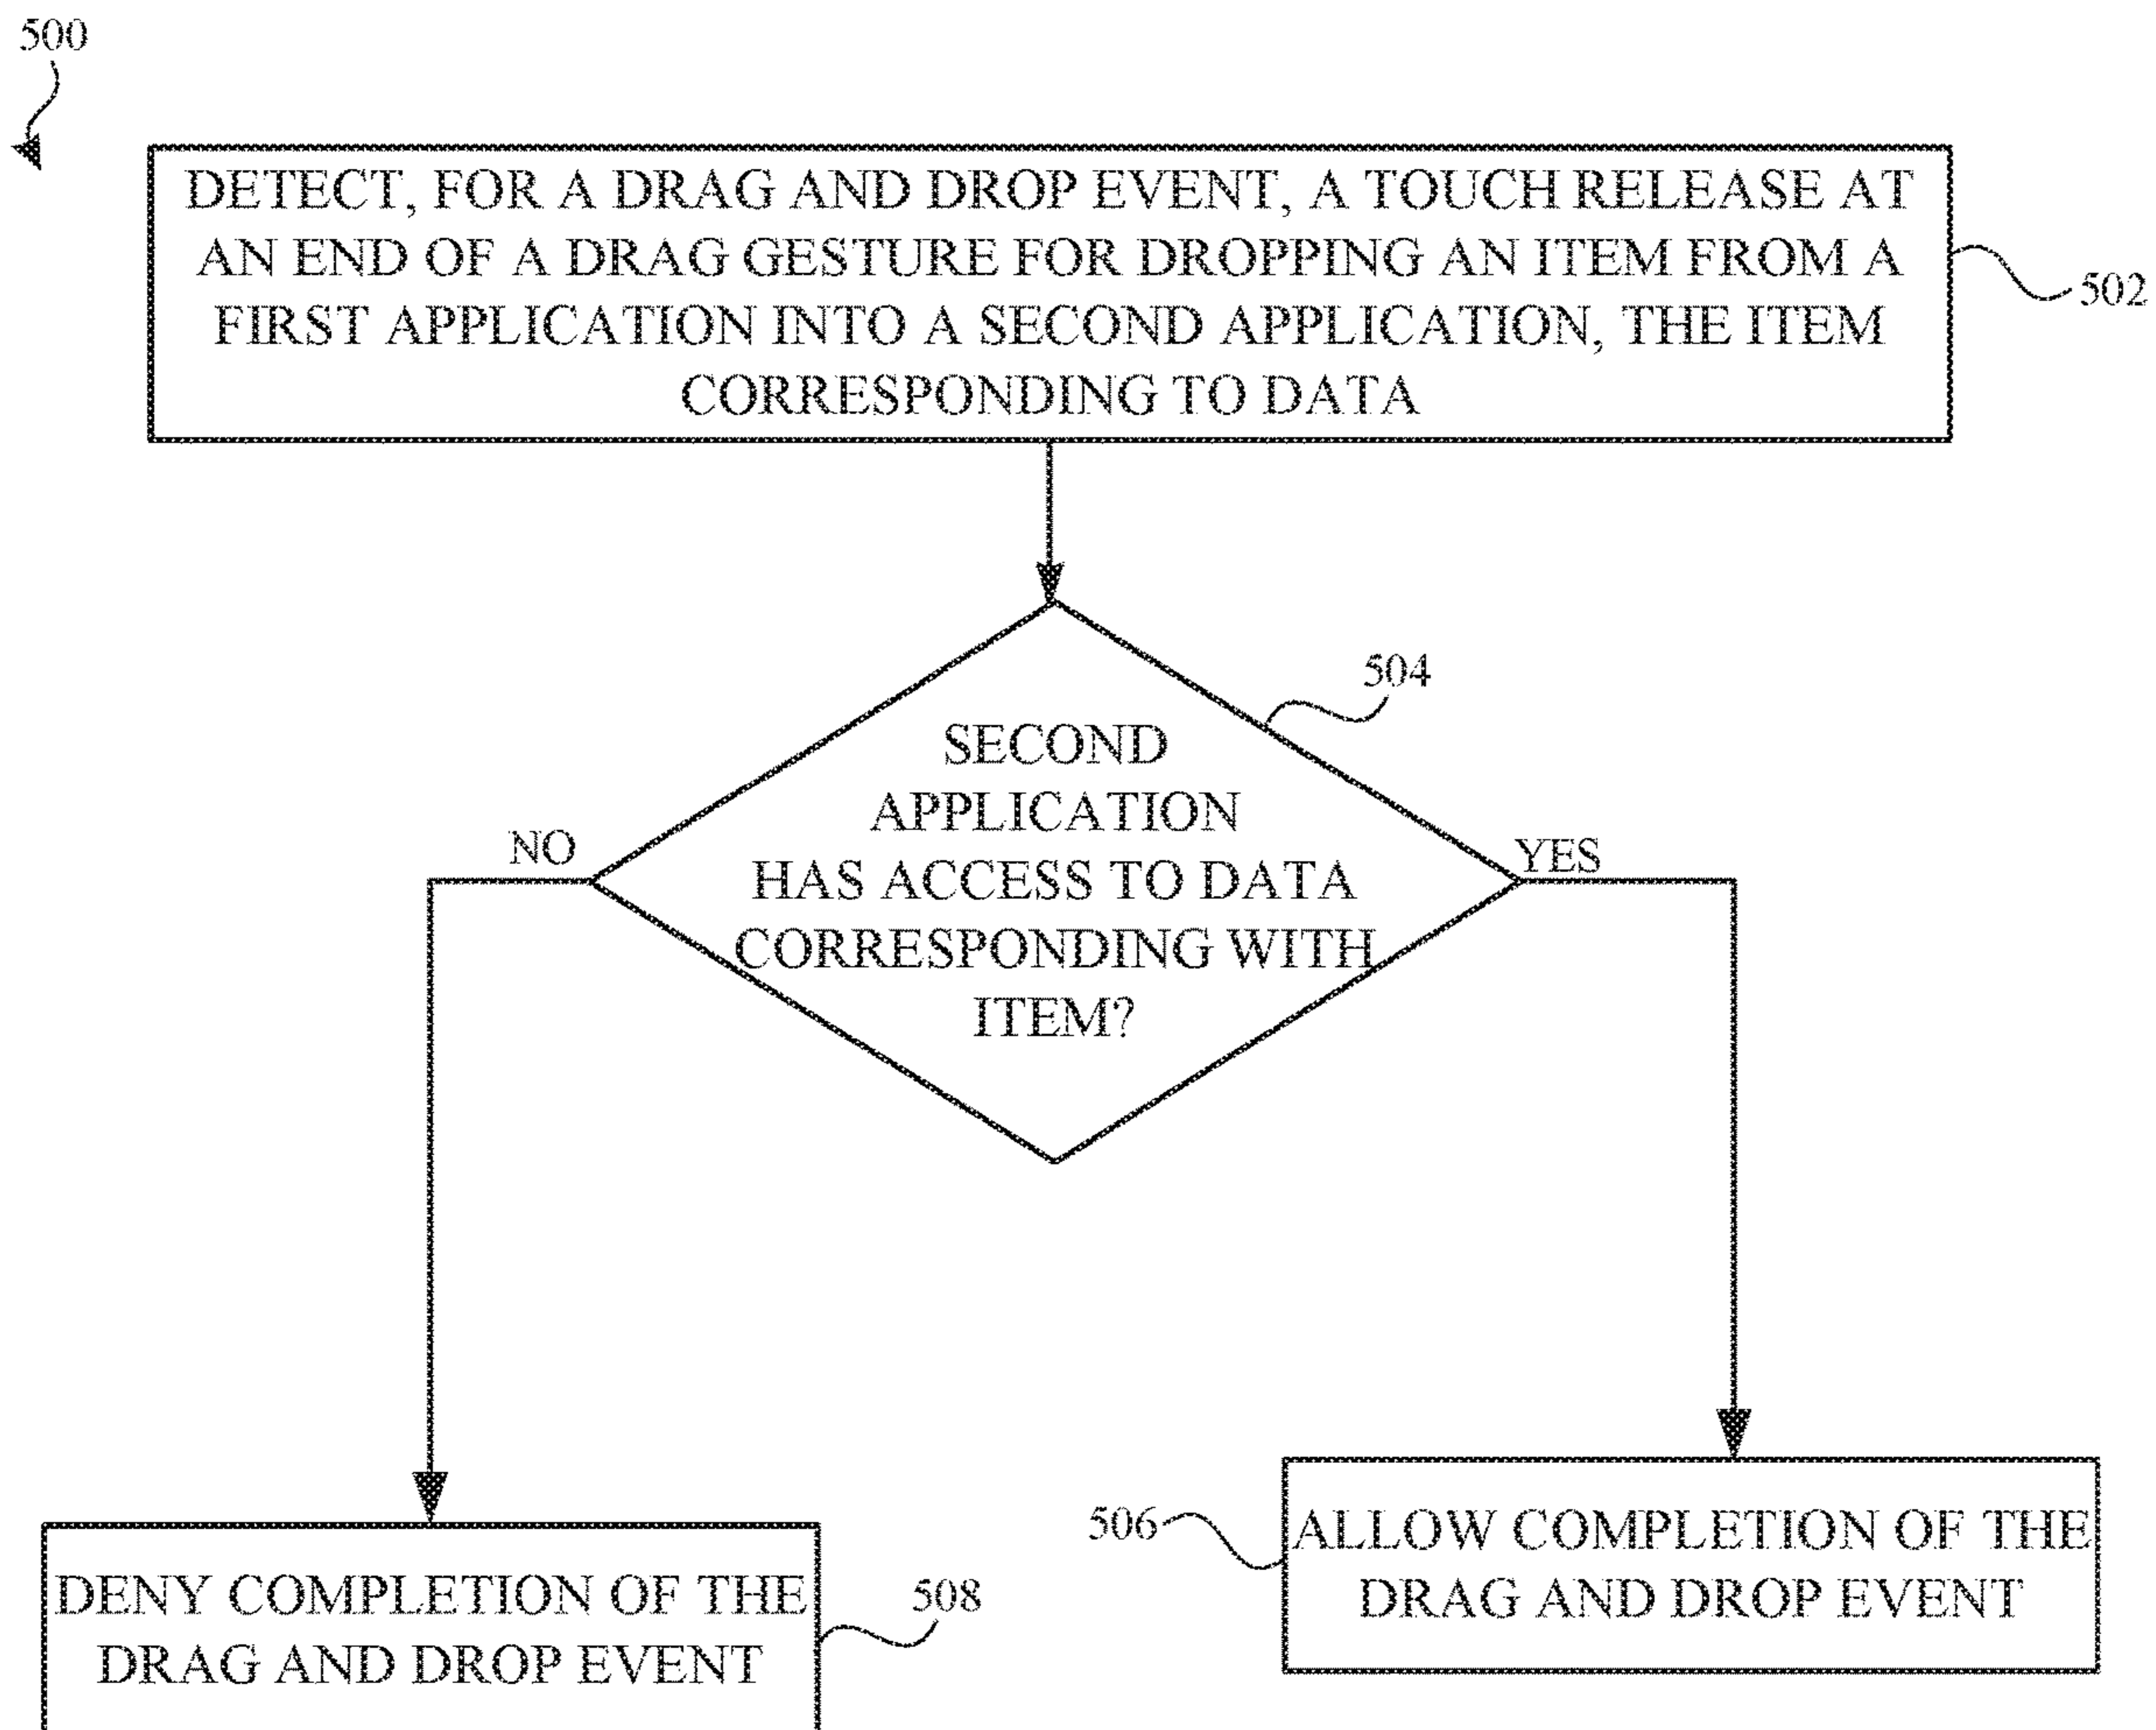 500
DETECT, FOR A DRAG AND DROP EVENT, A TOUCH RELEASE AT
AN END OF A DRAG GESTURE FOR DROPPING AN ITEM FROM A
FIRST APPLICATION INTO A SECOND APPLICATION, THE ITEM
CORRESPONDING TO DATA
502
504
SECOND
APPLICATION
HAS ACCESS TO DATA
CORRESPONDING WITH
ITEM?
NO
YES
506
ALLOW COMPLETION OF THE
DRAG AND DROP EVENT
DENY COMPLETION OF THE
DRAG AND DROP EVENT
508